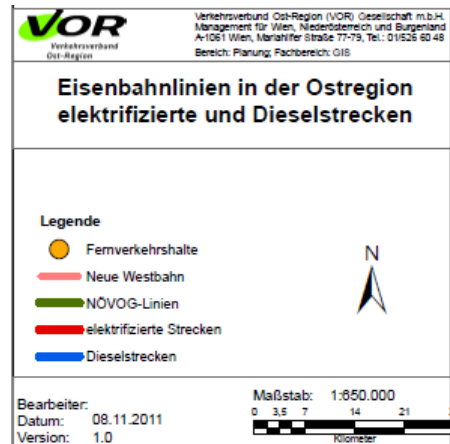 VOR
Verkehrsverbund
Ost-Region
Verkehrsverbund Ost-Region (VOR) Gesellschaft m.b.H.
Management für Wien, Niederösterreich und Burgenland
A-1061 Wien, Mariahilfer Straße 77-79, Tel.: 01/526 60 48
Bereich: Planung; Fachbereich: GIS
Eisenbahnlinien in der Ostregion
elektrifizierte und Dieselstrecken
Legende
Fernverkehrshalte
Neue Westbahn
NÖVOG-Linien
elektrifizierte Strecken
Dieselstrecken
N
Bearbeiter:
Datum: 08.11.2011
Version: 1.0
Maßstab: 1:650.000
0 3,5 7 14 21
Kilometer